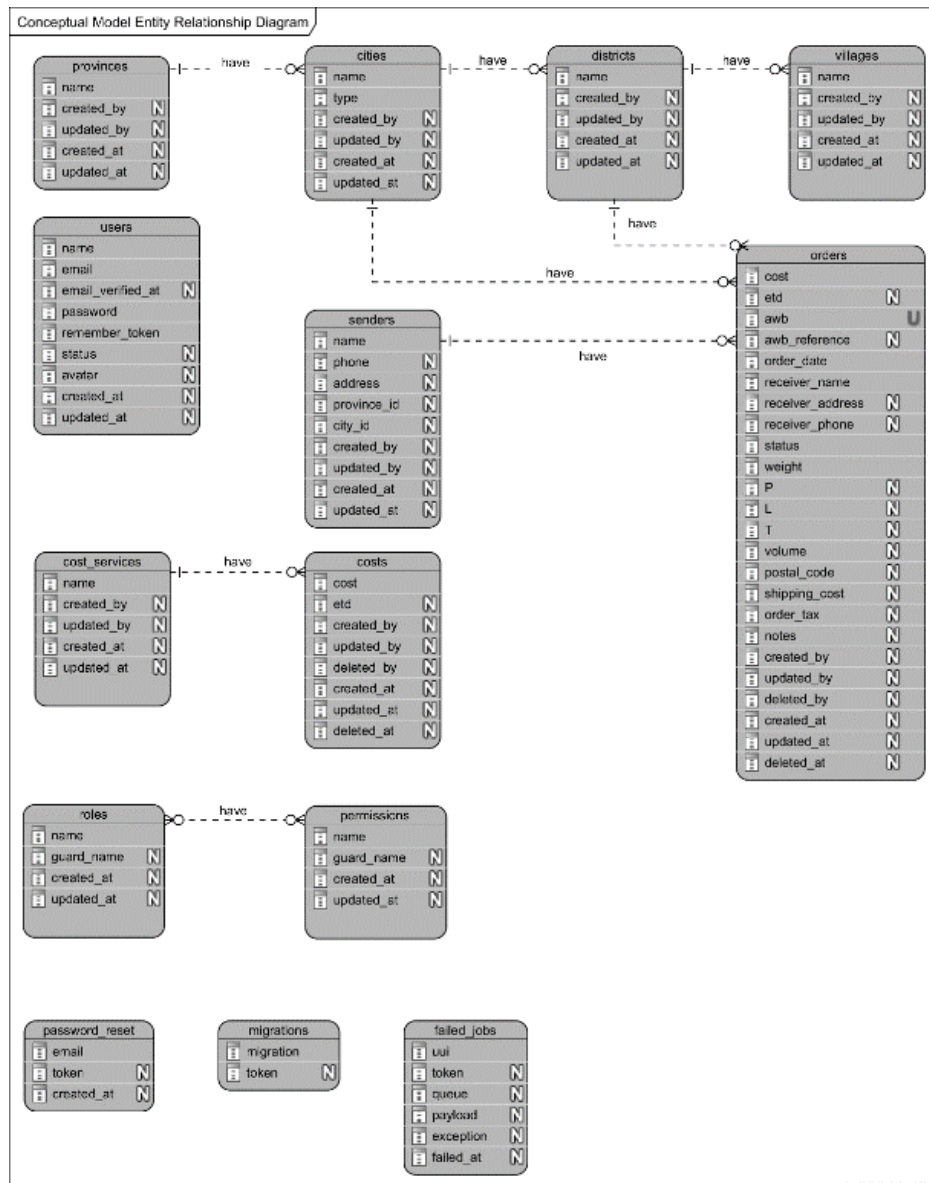 Conceptual Model Entity Relationship Diagram
provinces
name
created_by N
updated_by N
created_at N
updated_at N
have
cities
name
type
created_by N
updated_by N
created_at N
updated_at N
have
districts
name
created_by N
updated_by N
created_at N
updated_at N
have
villages
name
created_by N
updated_by N
created_at N
updated_at N
users
name
email
email_verified_at N
password
remember_token
status N
avatar N
created_at N
updated_at N
have
have
senders
name
phone N
address N
province_id N
city_id N
created_by N
updated_by N
created_at N
updated_at N
have
orders
cost
etd N
awb U
awb_reference N
order_date
receiver_name
receiver_address N
receiver_phone N
status
weight
P N
L N
T N
volume N
postal_code N
shipping_cost N
order_tax N
notes N
created_by N
updated_by N
deleted_by N
created_at N
updated_at N
deleted_at N
cost_services
name
created_by N
updated_by N
created_at N
updated_at N
have
costs
cost
etd N
created_by N
updated_by N
deleted_by N
created_at N
updated_at N
deleted_at N
roles
name
guard_name N
created_at N
updated_at N
have
permissions
name
guard_name N
created_at N
updated_at N
password_reset
email
token N
created_at N
migrations
migration
token N
failed_jobs
uui
token N
queue N
payload N
exception N
failed_at N